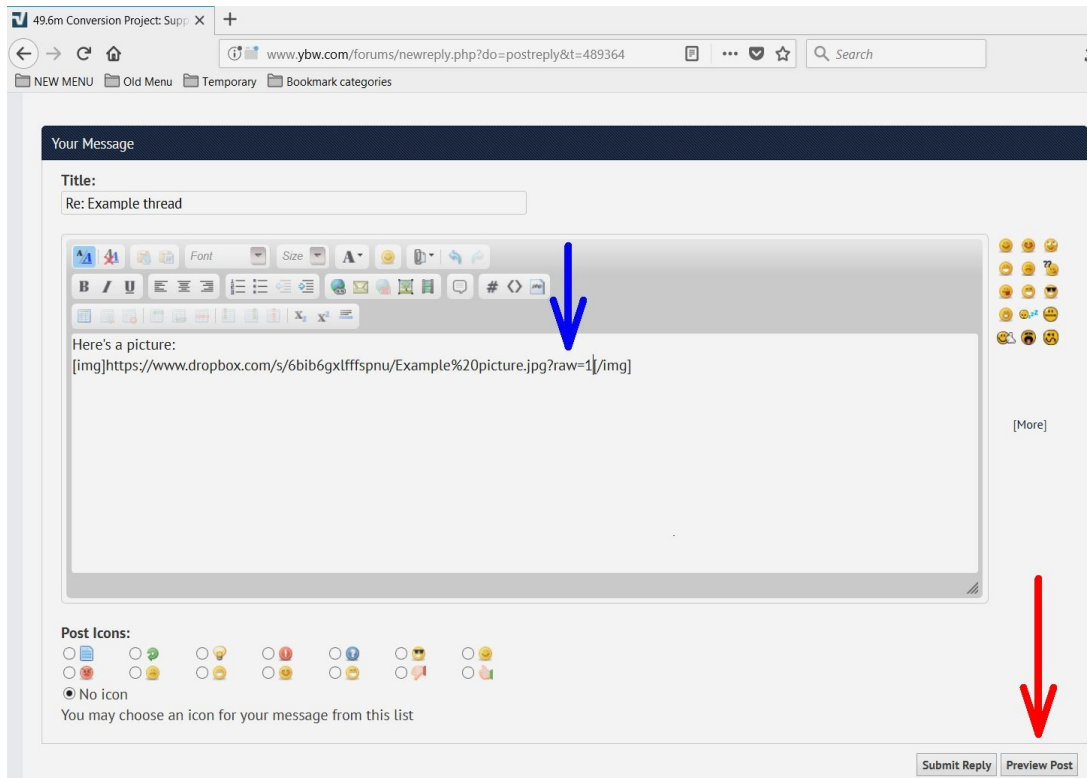 49.6m Conversion Project: Supp
www.ybw.com/forums/newreply.php?do=postreply&t=489364
Search
NEW MENU Old Menu Temporary Bookmark categories
Your Message
Title:
Re: Example thread
Font Size A
B I U # <> php
X₂ X²
Here's a picture:
[img]https://www.dropbox.com/s/6bib6gxlfffspnu/Example%20picture.jpg?raw=1[/img]
[More]
Post Icons:
No icon
You may choose an icon for your message from this list
Submit Reply Preview Post